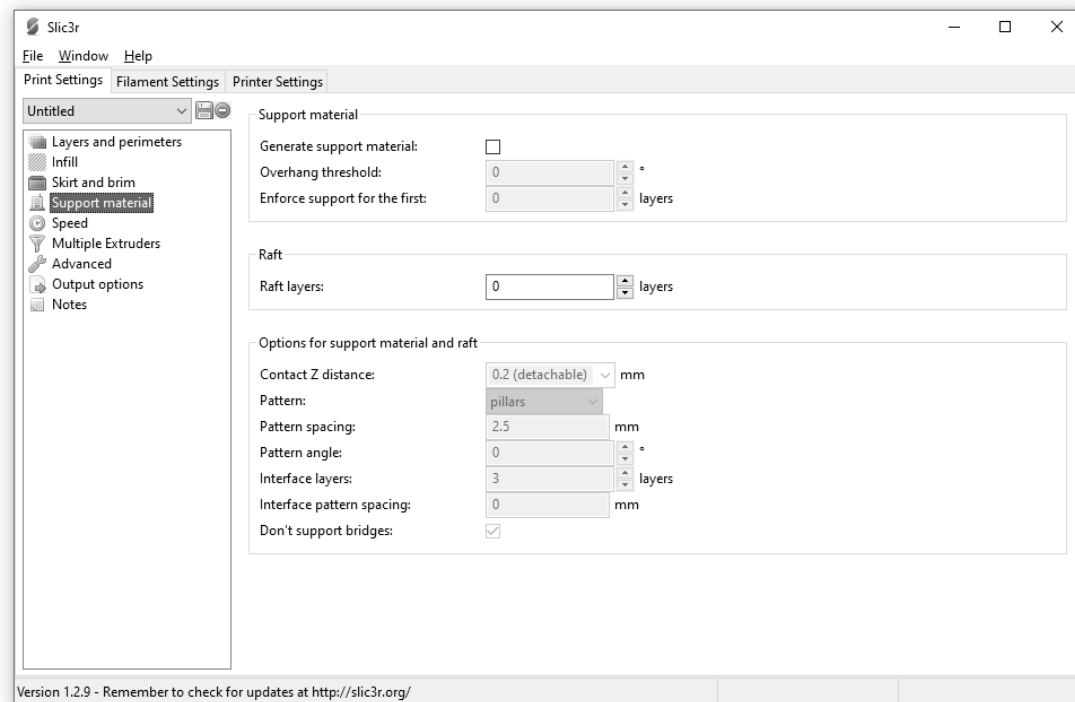 Slic3r
File Window Help
Print Settings Filament Settings Printer Settings
Untitled
Layers and perimeters
Infill
Skirt and brim
Support material
Speed
Multiple Extruders
Advanced
Output options
Notes
Support material
Generate support material:
Overhang threshold: 0 °
Enforce support for the first: 0 layers
Raft
Raft layers: 0 layers
Options for support material and raft
Contact Z distance: 0.2 (detachable) mm
Pattern: pillars
Pattern spacing: 2.5 mm
Pattern angle: 0 °
Interface layers: 3 layers
Interface pattern spacing: 0 mm
Don't support bridges:
Version 1.2.9 - Remember to check for updates at http://slic3r.org/